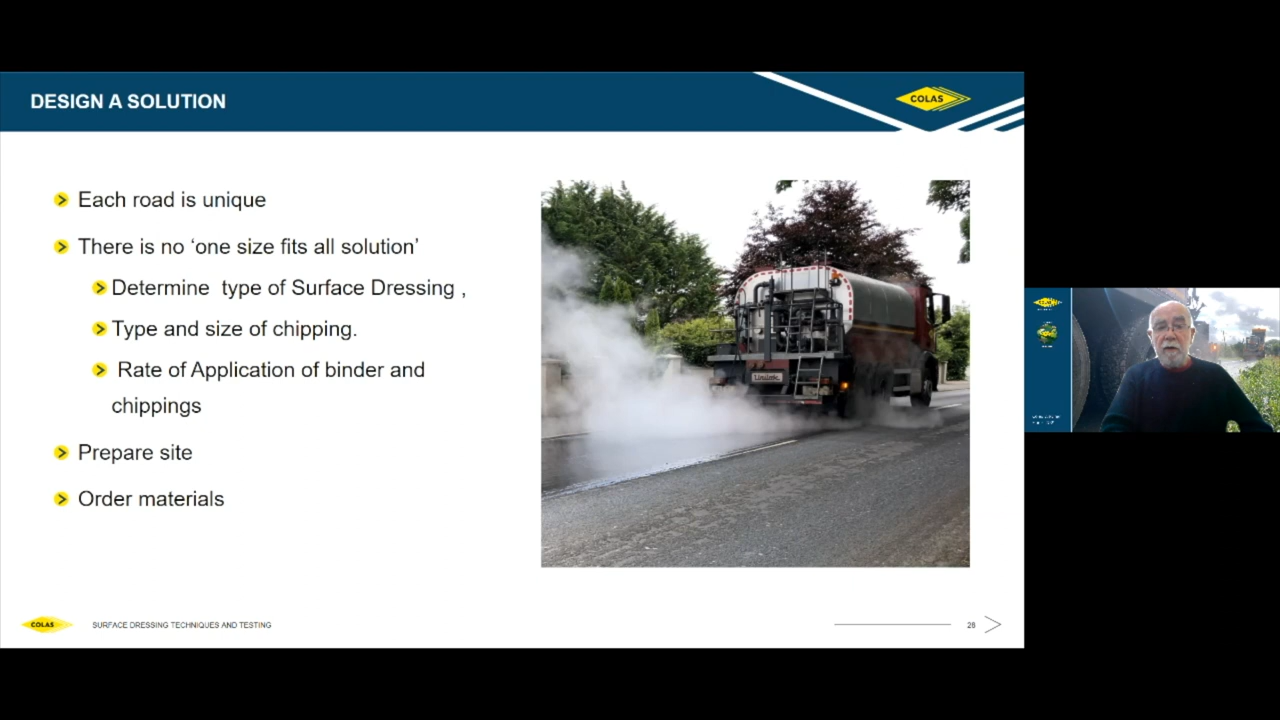 DESIGN A SOLUTION
COLAS
Each road is unique
There is no ‘one size fits all solution’
Determine  type of Surface Dressing ,
Type and size of chipping.
Rate of Application of binder and
chippings
Prepare site
Order materials
COLAS
SURFACE DRESSING TECHNIQUES AND TESTING